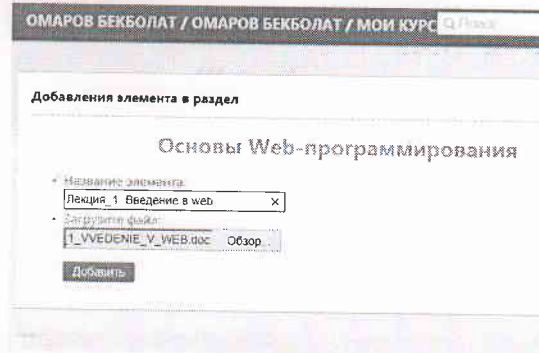 ОМАРОВ БЕКБОЛАТ / ОМАРОВ БЕКБОЛАТ / МОИ КУРС
Поиск
Добавления элемента в раздел
Основы Web-программирования
• Название элемента:
Лекция_1 Введение в web ×
• Загрузите файл:
1_VVEDENIE_V_WEB.doc Обзор...
Добавить